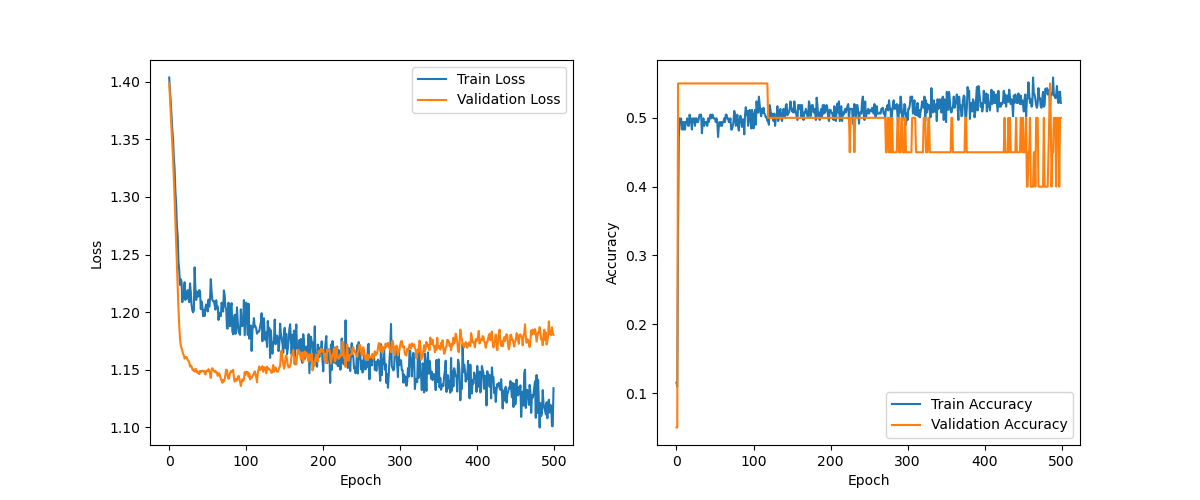 1.40
1.35
1.30
1.25
1.20
1.15
1.10
Loss
0 100 200 300 400 500
Epoch
Train Loss
Validation Loss
0.5
0.4
0.3
0.2
0.1
Accuracy
0 100 200 300 400 500
Epoch
Train Accuracy
Validation Accuracy